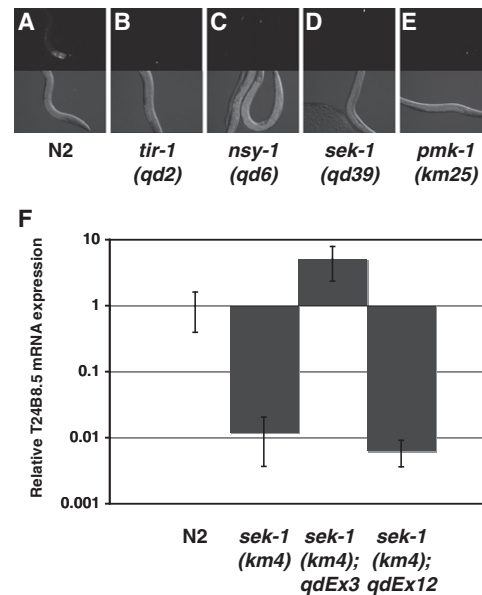 A B C D E
N2 tir-1 nsy-1 sek-1 pmk-1
(qd2) (qd6) (qd39) (km25)
F
Relative T24B8.5 mRNA expression
10
1
0.1
0.01
0.001
N2 sek-1 sek-1 sek-1
(km4) (km4); (km4);
qdEx3 qdEx12